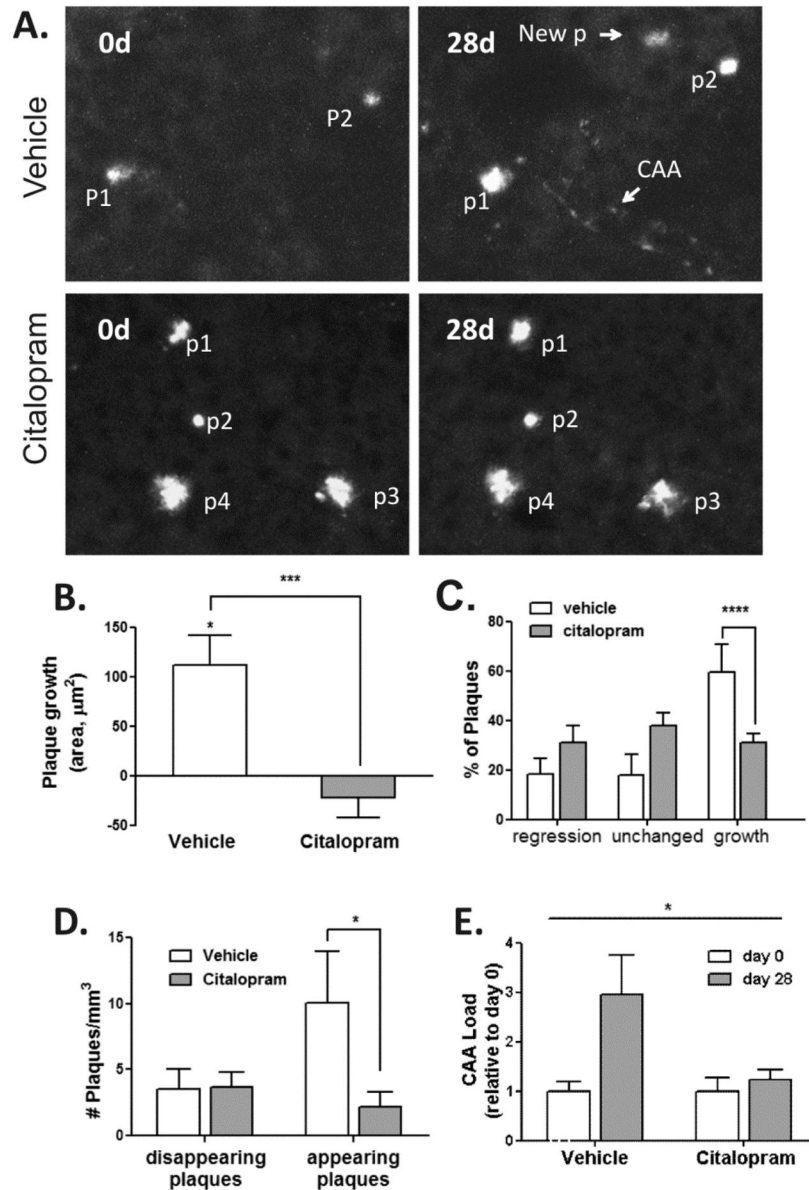 A.
Vehicle
0d
P1
P2
28d
New p
p2
p1
CAA
Citalopram
0d
p1
p2
p4
p3
28d
p1
p2
p4
p3
B.
***
*
Plaque growth
(area, μm²)
150
100
50
0
-50
Vehicle
Citalopram
C.
vehicle
citalopram
****
% of Plaques
80
60
40
20
0
regression
unchanged
growth
D.
Vehicle
Citalopram
*
# Plaques/mm³
15
10
5
0
disappearing
plaques
appearing
plaques
E.
*
day 0
day 28
CAA Load
(relative to day 0)
4
3
2
1
0
Vehicle
Citalopram